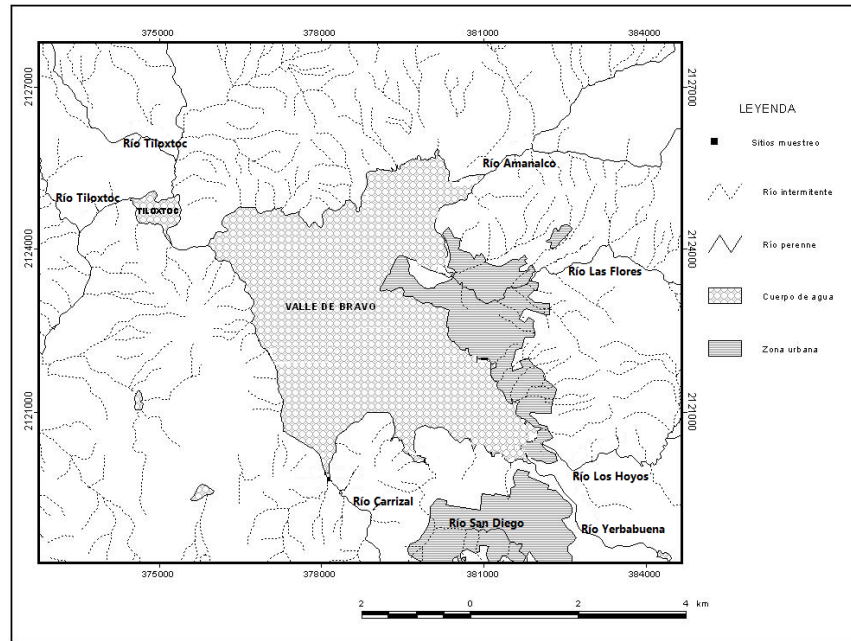 375000 378000 381000 384000
2127000 2127000
LEYENDA
Sitios muestreo
Río Tiloxtoc
Río Amanalco
Río Tiloxtoc
Río intermitente
TILOXTOC
Río perenne
2124000 2124000
Río Las Flores
VALLE DE BRAVO
Cuerpo de agua
Zona urbana
2121000 2121000
Río Los Hoyos
Río Carrizal
Río San Diego
Río Yerbabuena
375000 378000 381000 384000
2 0 2 4 km